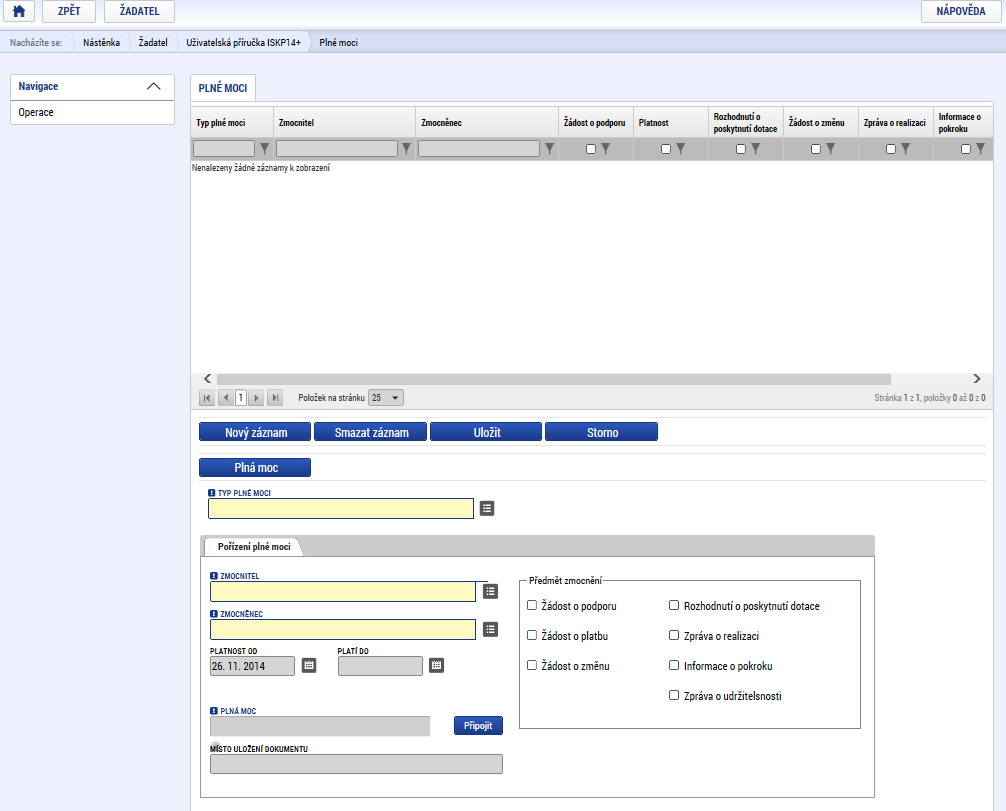 ZPĚT ŽADATEL NÁPOVĚDA
Nacházíte se: Nástěnka Žadatel Uživatelská příručka ISKP14+ Plné moci
Navigace
Operace
PLNÉ MOCI
Typ plné moci Zmocnitel Zmocněnec Žádost o podporu Platnost Rozhodnutí o poskytnutí dotace Žádost o změnu Zpráva o realizaci Informace o pokroku
Nenalezeny žádné záznamy k zobrazení
1 Položek na stránku 25 Stránka 1 z 1, položky 0 až 0 z 0
Nový záznam Smazat záznam Uložit Storno
Plná moc
TYP PLNÉ MOCI
Pořízení plné moci
ZMOCNITEL
ZMOCNĚNEC
PLATNOST OD PLATÍ DO
26. 11. 2014
PLNÁ MOC
Připojit
MÍSTO ULOŽENÍ DOKUMENTU
Předmět zmocnění
Žádost o podporu Rozhodnutí o poskytnutí dotace
Žádost o platbu Zpráva o realizaci
Žádost o změnu Informace o pokroku
Zpráva o udržitelsnosti